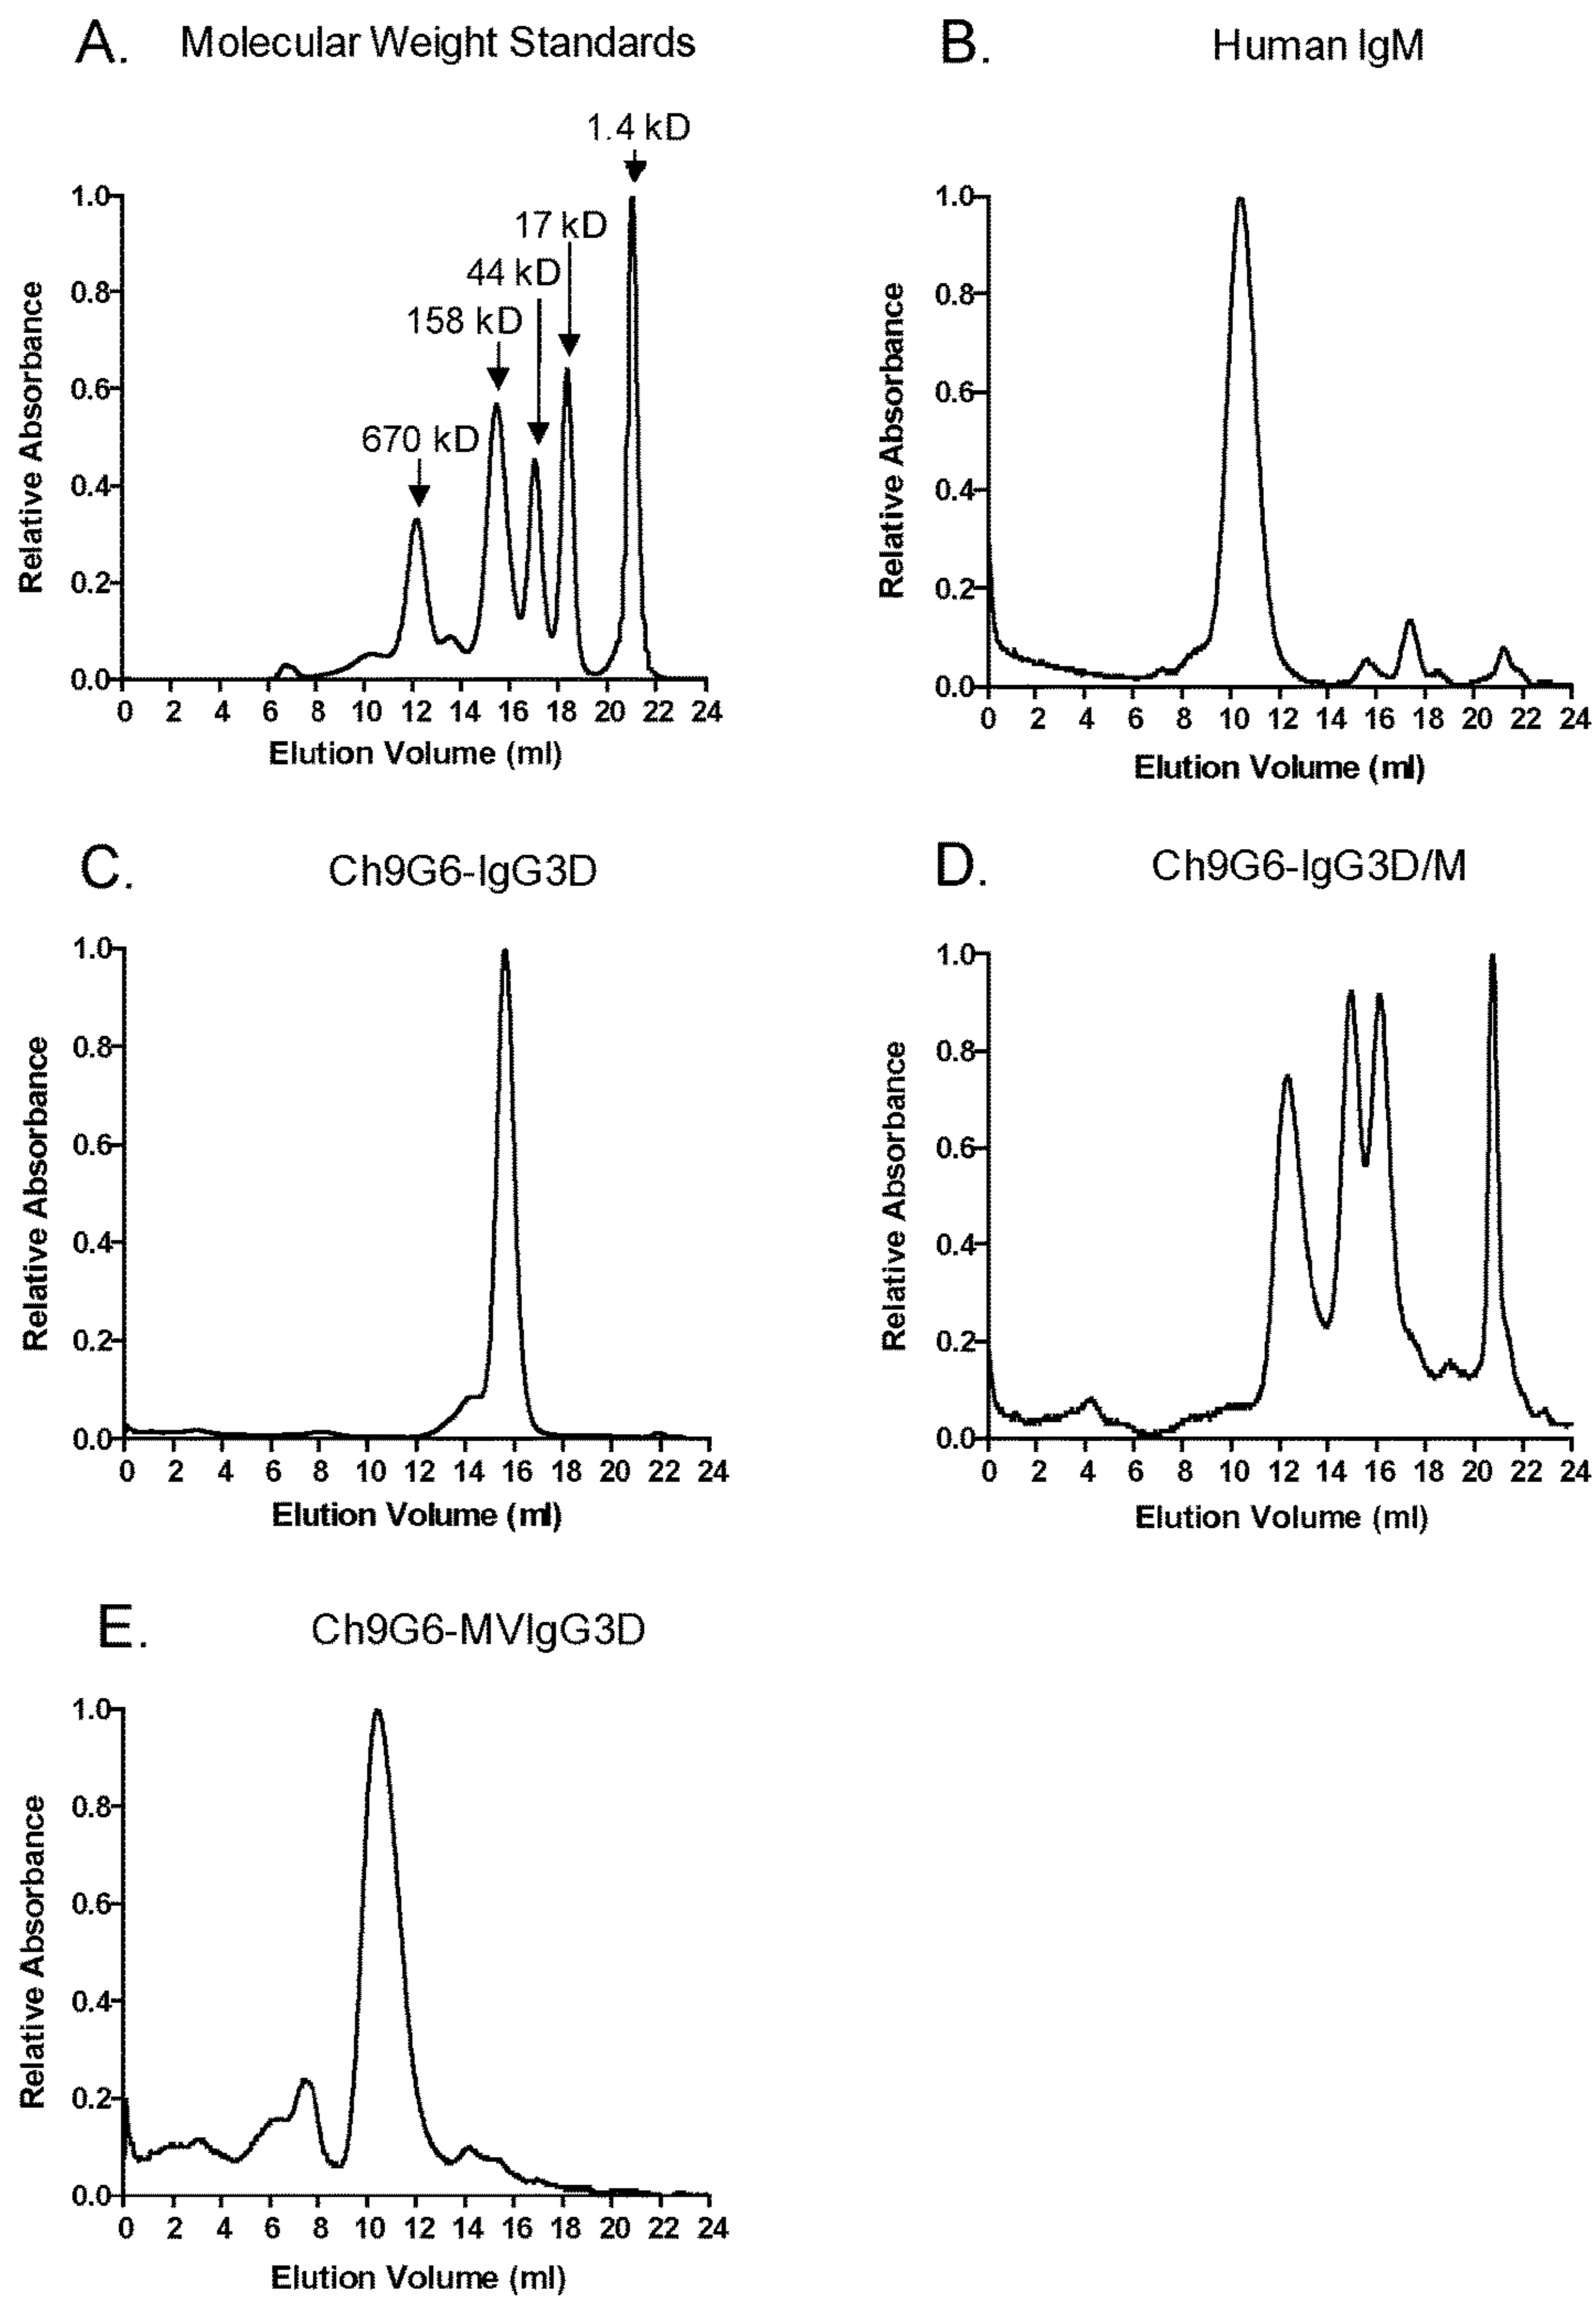 A. Molecular Weight Standards
1.4 kD
17 kD
44 kD
158 kD
670 kD
Relative Absorbance
1.0
0.8
0.6
0.4
0.2
0.0
0 2 4 6 8 10 12 14 16 18 20 22 24
Elution Volume (ml)
B. Human IgM
Relative Absorbance
1.0
0.8
0.6
0.4
0.2
0.0
0 2 4 6 8 10 12 14 16 18 20 22 24
Elution Volume (ml)
C. Ch9G6-IgG3D
Relative Absorbance
1.0
0.8
0.6
0.4
0.2
0.0
0 2 4 6 8 10 12 14 16 18 20 22 24
Elution Volume (ml)
D. Ch9G6-IgG3D/M
Relative Absorbance
1.0
0.8
0.6
0.4
0.2
0.0
0 2 4 6 8 10 12 14 16 18 20 22 24
Elution Volume (ml)
E. Ch9G6-MVIgG3D
Relative Absorbance
1.0
0.8
0.6
0.4
0.2
0.0
0 2 4 6 8 10 12 14 16 18 20 22 24
Elution Volume (ml)